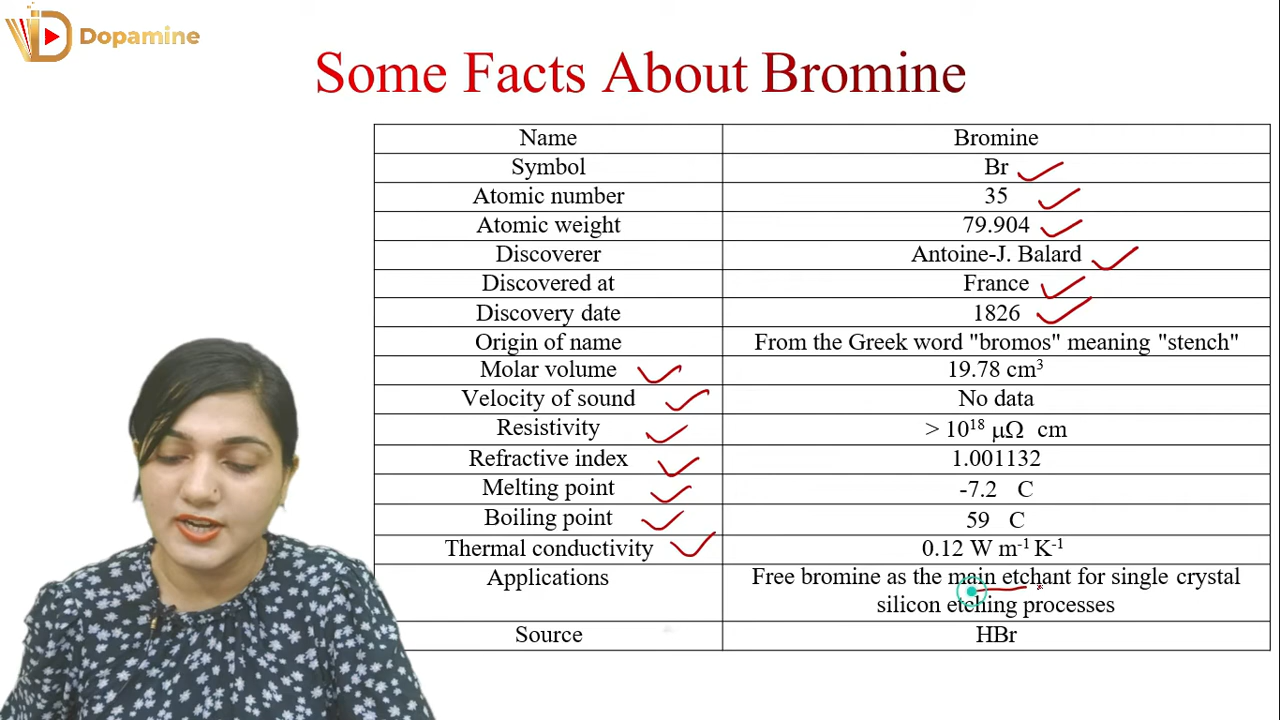 Dopamine
Some Facts About Bromine
Name Bromine
Symbol Br
Atomic number 35
Atomic weight 79.904
Discoverer Antoine-J. Balard
Discovered at France
Discovery date 1826
Origin of name From the Greek word "bromos" meaning "stench"
Molar volume 19.78 cm³
Velocity of sound No data
Resistivity > 10¹⁸ μΩ cm
Refractive index 1.001132
Melting point -7.2 C
Boiling point 59 C
Thermal conductivity 0.12 W m⁻¹ K⁻¹
Applications Free bromine as the main etchant for single crystal
silicon etching processes
Source HBr